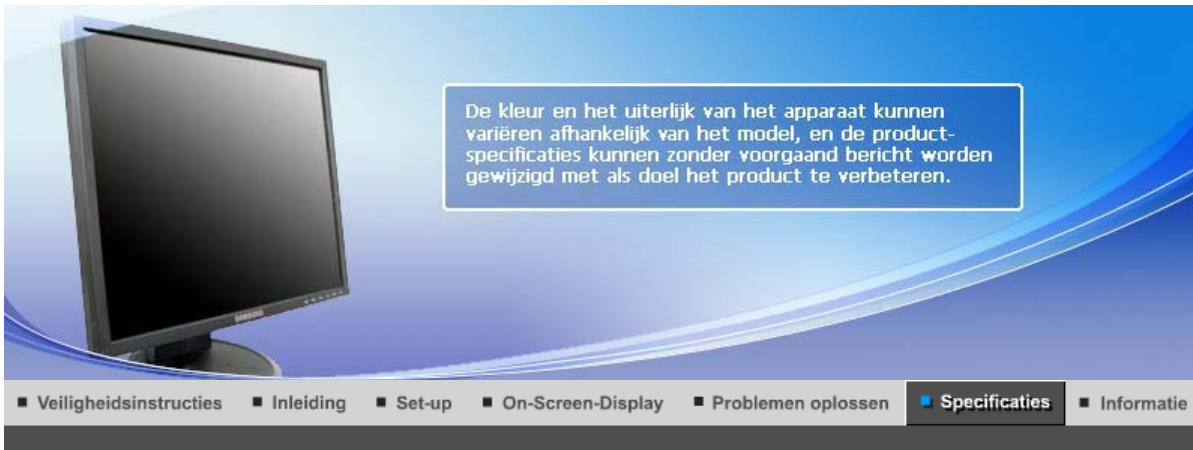 De kleur en het uiterlijk van het apparaat kunnen
variëren afhankelijk van het model, en de product-
specificaties kunnen zonder voorgaand bericht worden
gewijzigd met als doel het product te verbeteren.
SAMSUNG
Veiligheidsinstructies
Inleiding
Set-up
On-Screen-Display
Problemen oplossen
Specificaties
Informatie